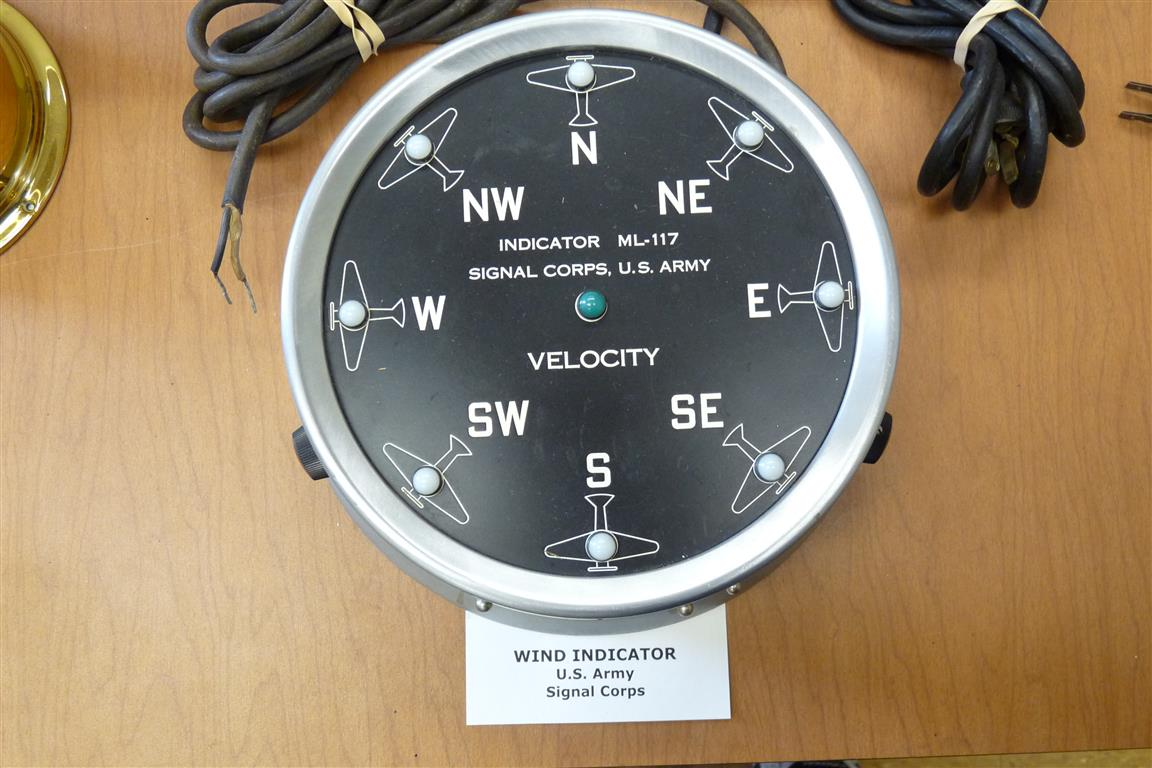 N
NW NE
INDICATOR ML-117
SIGNAL CORPS, U.S. ARMY
W E
VELOCITY
SW SE
S
WIND INDICATOR
U.S. Army
Signal Corps